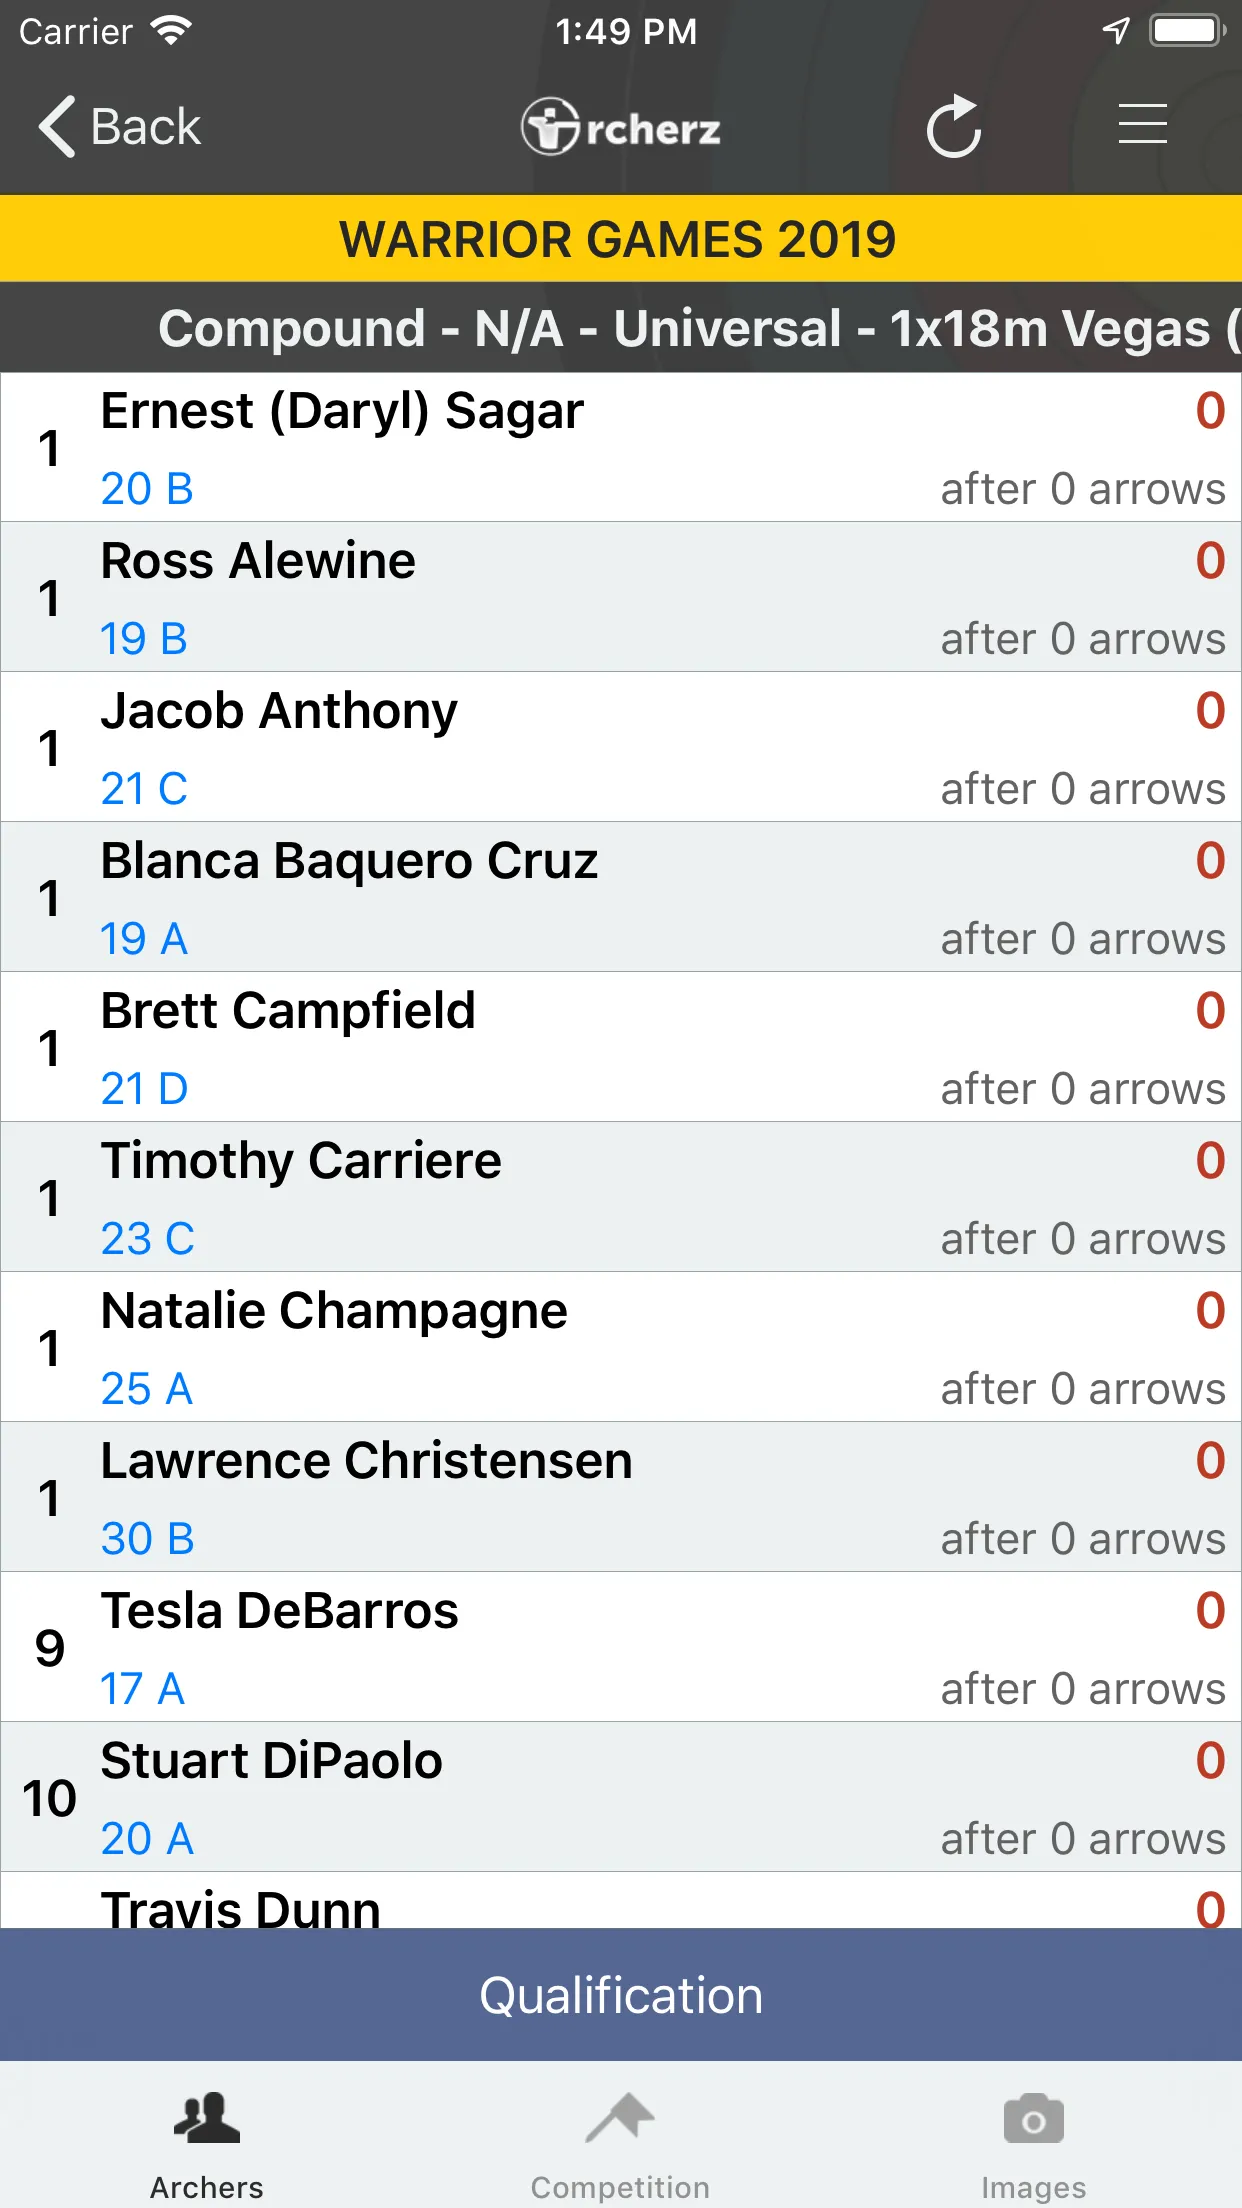 Carrier 1:49 PM
Back rcherz
WARRIOR GAMES 2019
Compound - N/A - Universal - 1x18m Vegas (
1 Ernest (Daryl) Sagar 0
20 B after 0 arrows
1 Ross Alewine 0
19 B after 0 arrows
1 Jacob Anthony 0
21 C after 0 arrows
1 Blanca Baquero Cruz 0
19 A after 0 arrows
1 Brett Campfield 0
21 D after 0 arrows
1 Timothy Carriere 0
23 C after 0 arrows
1 Natalie Champagne 0
25 A after 0 arrows
1 Lawrence Christensen 0
30 B after 0 arrows
9 Tesla DeBarros 0
17 A after 0 arrows
10 Stuart DiPaolo 0
20 A after 0 arrows
Travis Dunn 0
Qualification
Archers Competition Images